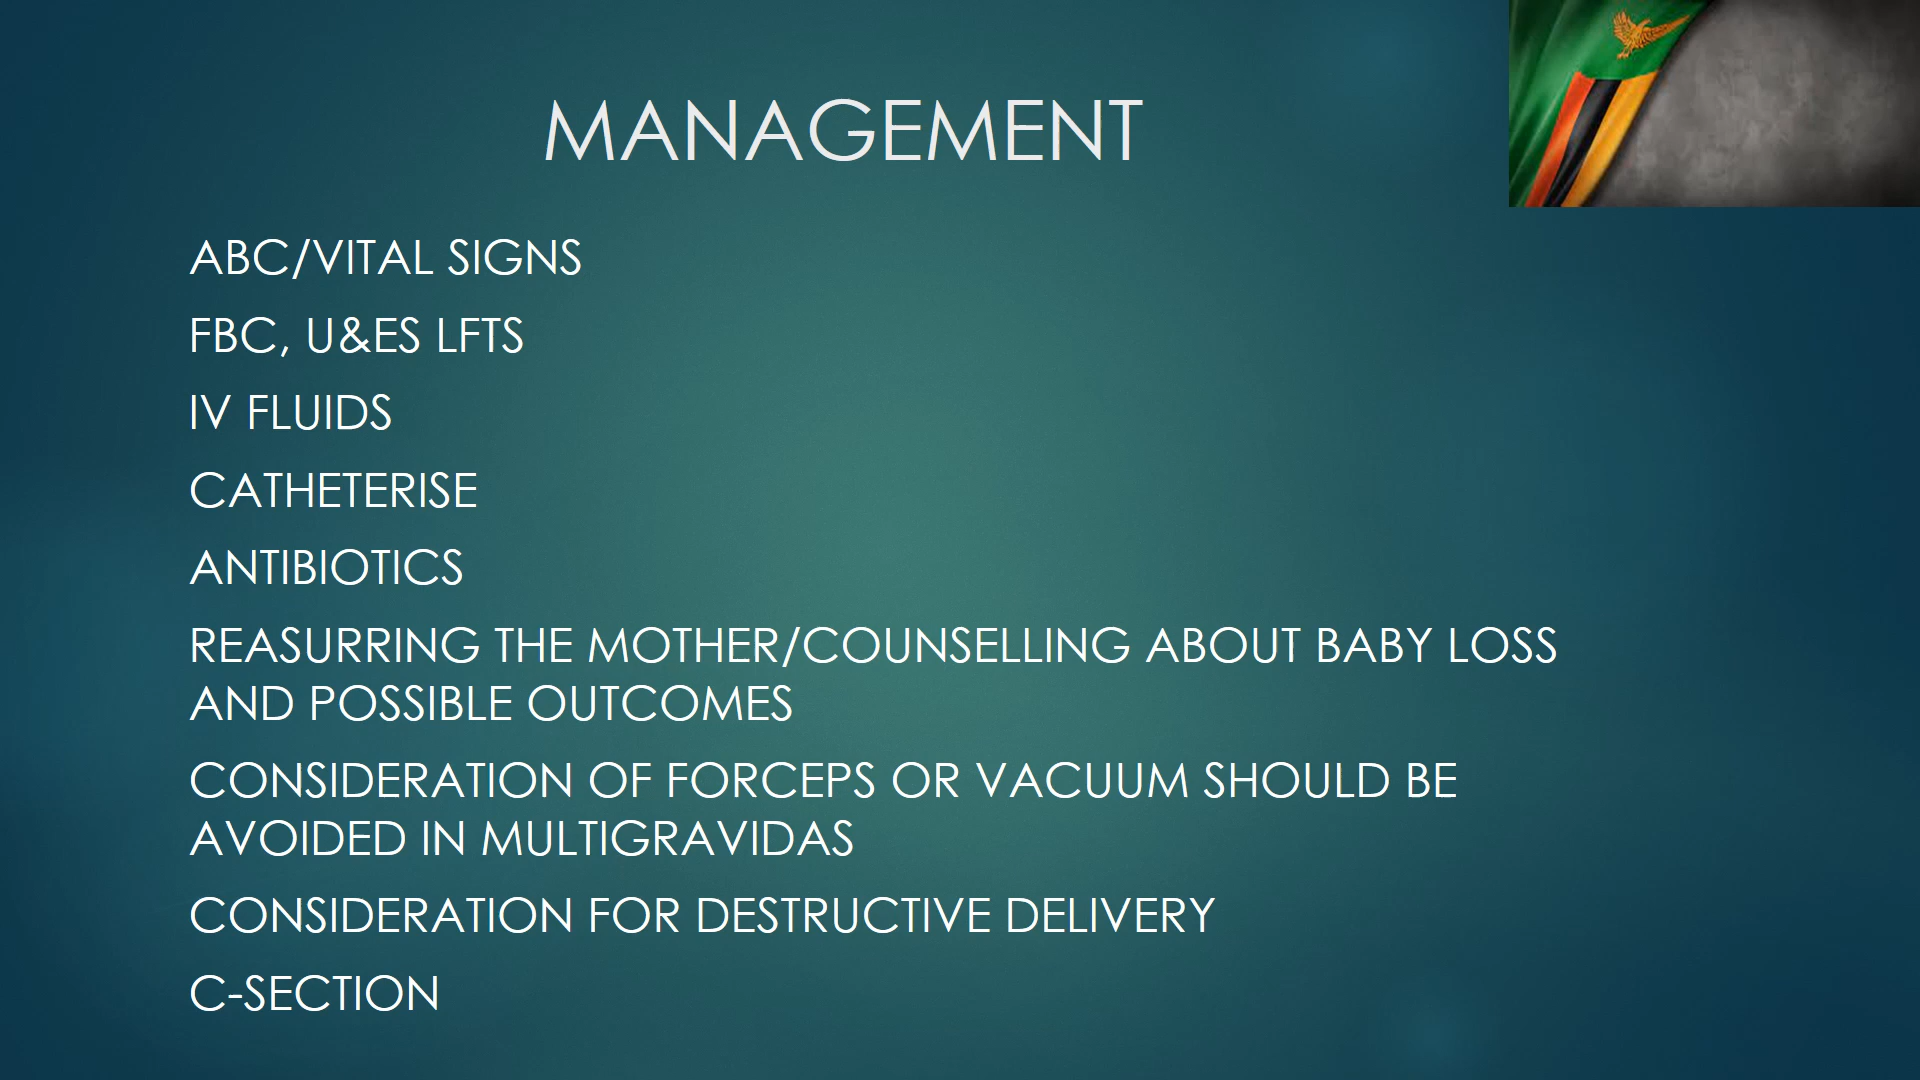 MANAGEMENT
ABC/VITAL SIGNS
FBC, U&ES LFTS
IV FLUIDS
CATHETERISE
ANTIBIOTICS
REASURRING THE MOTHER/COUNSELLING ABOUT BABY LOSS
AND POSSIBLE OUTCOMES
CONSIDERATION OF FORCEPS OR VACUUM SHOULD BE
AVOIDED IN MULTIGRAVIDAS
CONSIDERATION FOR DESTRUCTIVE DELIVERY
C-SECTION